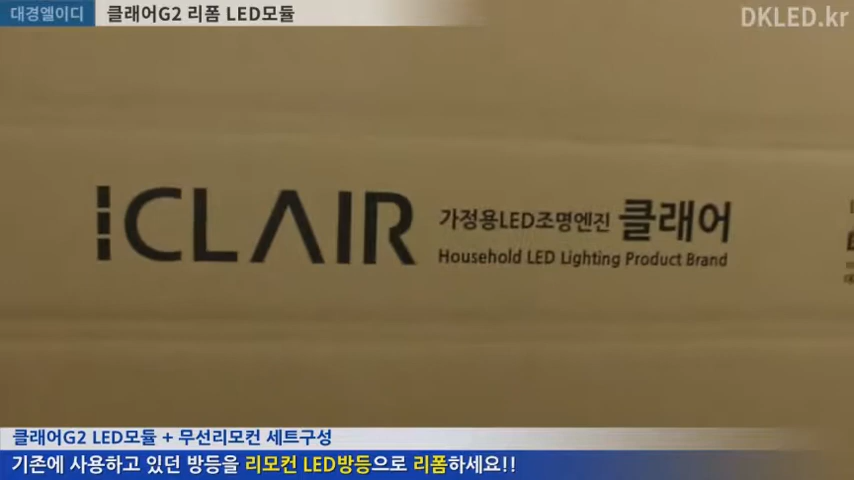 대경엘이디 클래어G2 리폼 LED모듈
DKLED.kr
CLAIR
가정용LED조명엔진 클래어
Household LED Lighting Product Brand
클래어G2 LED모듈 + 무선리모컨 세트구성
기존에 사용하고 있던 방등을 리모컨 LED방등으로 리폼하세요!!